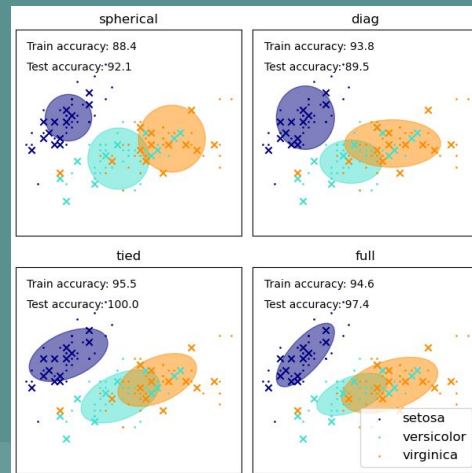 spherical
Train accuracy: 88.4
Test accuracy: 92.1
diag
Train accuracy: 93.8
Test accuracy: 89.5
tied
Train accuracy: 95.5
Test accuracy: 100.0
full
Train accuracy: 94.6
Test accuracy: 97.4
setosa
versicolor
virginica